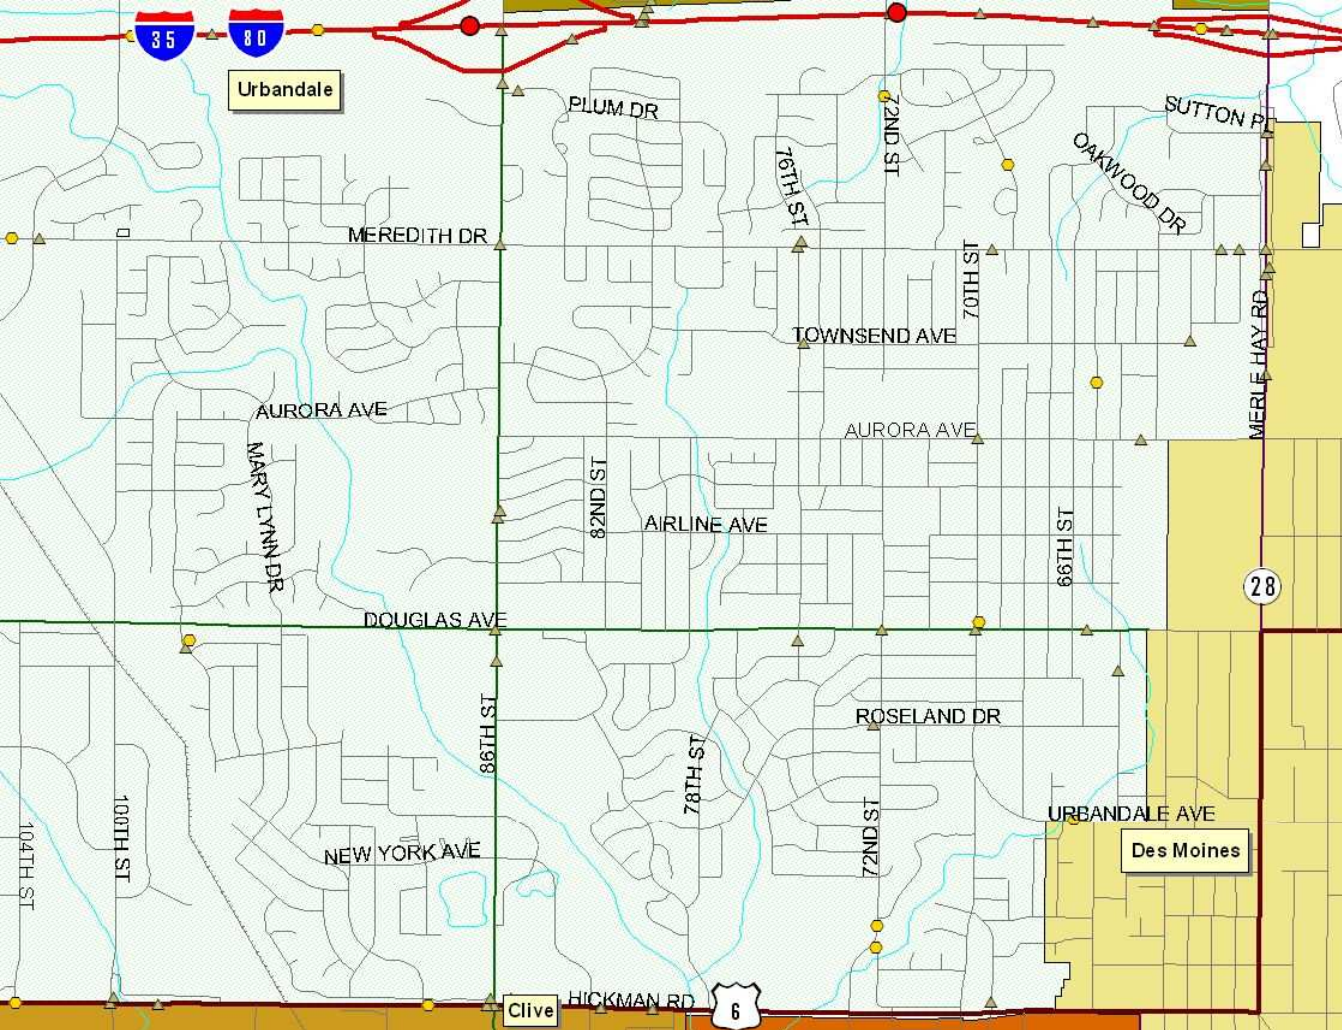 35
80
Urbandale
PLUM DR
72ND ST
SUTTON PL
OAKWOOD DR
76TH ST
MEREDITH DR
70TH ST
TOWNSEND AVE
MERLE HAY RD
AURORA AVE
AURORA AVE
MARY LYNN DR
82ND ST
AIRLINE AVE
66TH ST
28
DOUGLAS AVE
86TH ST
ROSELAND DR
78TH ST
104TH ST
100TH ST
72ND ST
URBANDALE AVE
NEW YORK AVE
Des Moines
Clive
HICKMAN RD
6